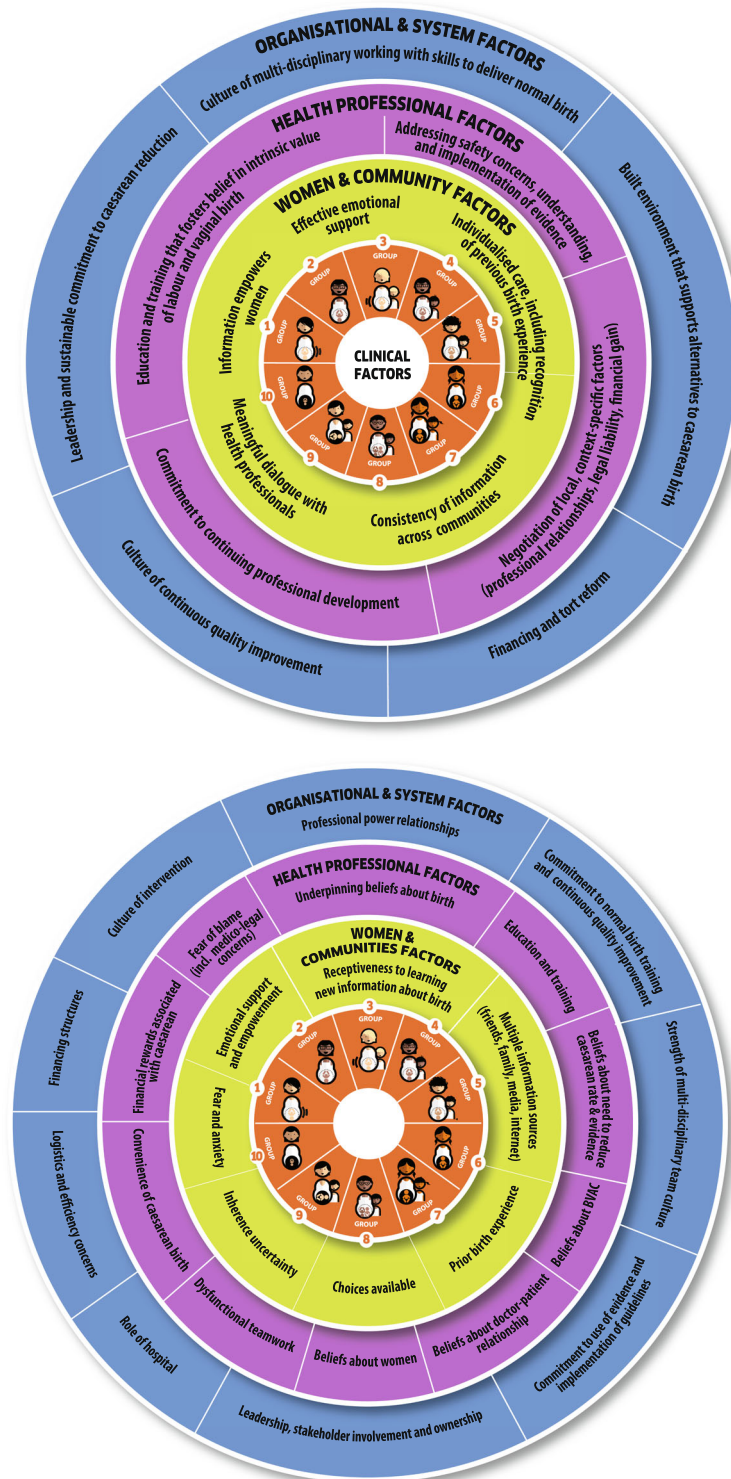 ORGANISATIONAL & SYSTEM FACTORS
Culture of multi-disciplinary working with skills to deliver normal birth
Built environment that supports alternatives to caesarean birth
Financing and tort reform
Culture of continuous quality improvement
Leadership and sustainable commitment to caesarean reduction
HEALTH PROFESSIONAL FACTORS
Addressing safety concerns, understanding,
and implementation of evidence
Negotiation of local, context-specific factors
(professional relationships, legal liability, financial gain)
Commitment to continuing professional development
Education and training that fosters belief in intrinsic value
of labour and vaginal birth
WOMEN & COMMUNITY FACTORS
Effective emotional
support
Individualised care, including recognition
of previous birth experience
Consistency of information
across communities
Meaningful dialogue with
health professionals
Information empowers
women
1
GROUP
2
GROUP
3
GROUP
4
GROUP
5
GROUP
6
GROUP
7
GROUP
8
GROUP
9
GROUP
10
GROUP
CLINICAL
FACTORS
ORGANISATIONAL & SYSTEM FACTORS
Professional power relationships
Commitment to normal birth training
and continuous quality improvement
Strength of multi-disciplinary team culture
Commitment to use of evidence and
implementation of guidelines
Leadership, stakeholder involvement and ownership
Role of hospital
Logistics and efficiency concerns
Financing structures
Culture of intervention
HEALTH PROFESSIONAL FACTORS
Underpinning beliefs about birth
Education and training
Beliefs about need to reduce
caesarean rate & evidence
Beliefs about BVAC
Beliefs about doctor-patient
relationship
Beliefs about women
Dysfunctional teamwork
Convenience of caesarean birth
Financial rewards associated
with caesarean
Fear of blame
(incl. medico-legal
concerns)
WOMEN &
COMMUNITIES FACTORS
Receptiveness to learning
new information about birth
Multiple information sources
(friends, family, media, internet)
Prior birth experience
Choices available
Inherence uncertainty
Fear and anxiety
Emotional support
and empowerment
1
GROUP
2
GROUP
3
GROUP
4
GROUP
5
GROUP
6
GROUP
7
GROUP
8
GROUP
9
GROUP
10
GROUP